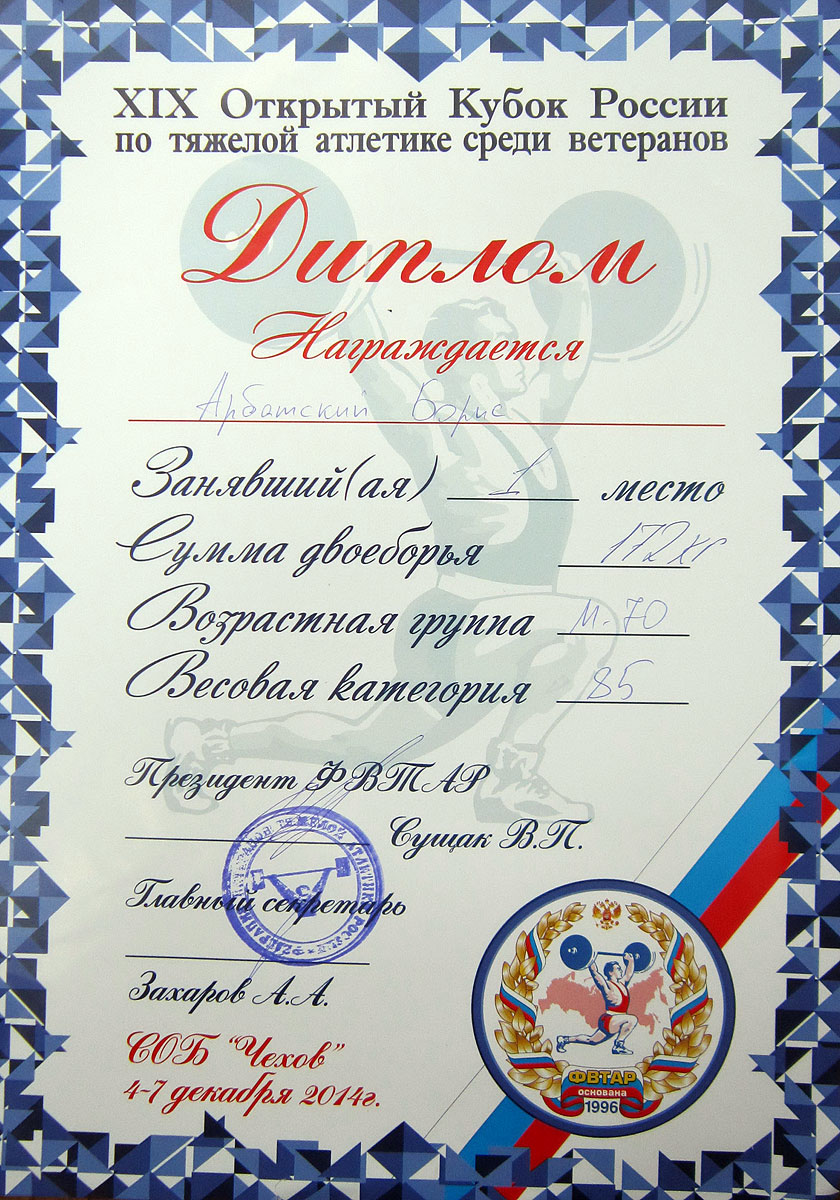 XIX Открытый Кубок России
по тяжелой атлетике среди ветеранов
Диплом
Награждается
Арбатский Борис
Занявший(ая) 1 место
Сумма двоеборья 172 кг
Возрастная группа М-70
Весовая категория 85
Президент ФВТАР
Сущак В.П.
Главный секретарь
Захаров А.А.
СОБ "Чехов"
4-7 декабря 2014г.
ФВТАР
основана
1996